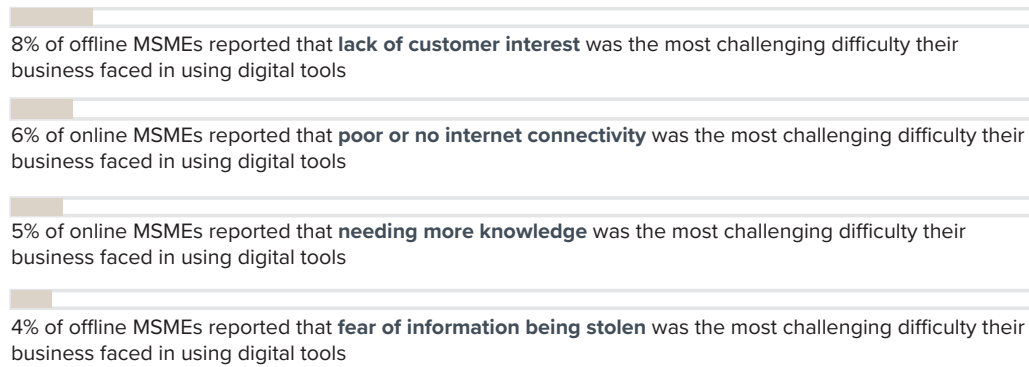 8% of offline MSMEs reported that lack of customer interest was the most challenging difficulty their
business faced in using digital tools
6% of online MSMEs reported that poor or no internet connectivity was the most challenging difficulty their
business faced in using digital tools
5% of online MSMEs reported that needing more knowledge was the most challenging difficulty their
business faced in using digital tools
4% of offline MSMEs reported that fear of information being stolen was the most challenging difficulty their
business faced in using digital tools